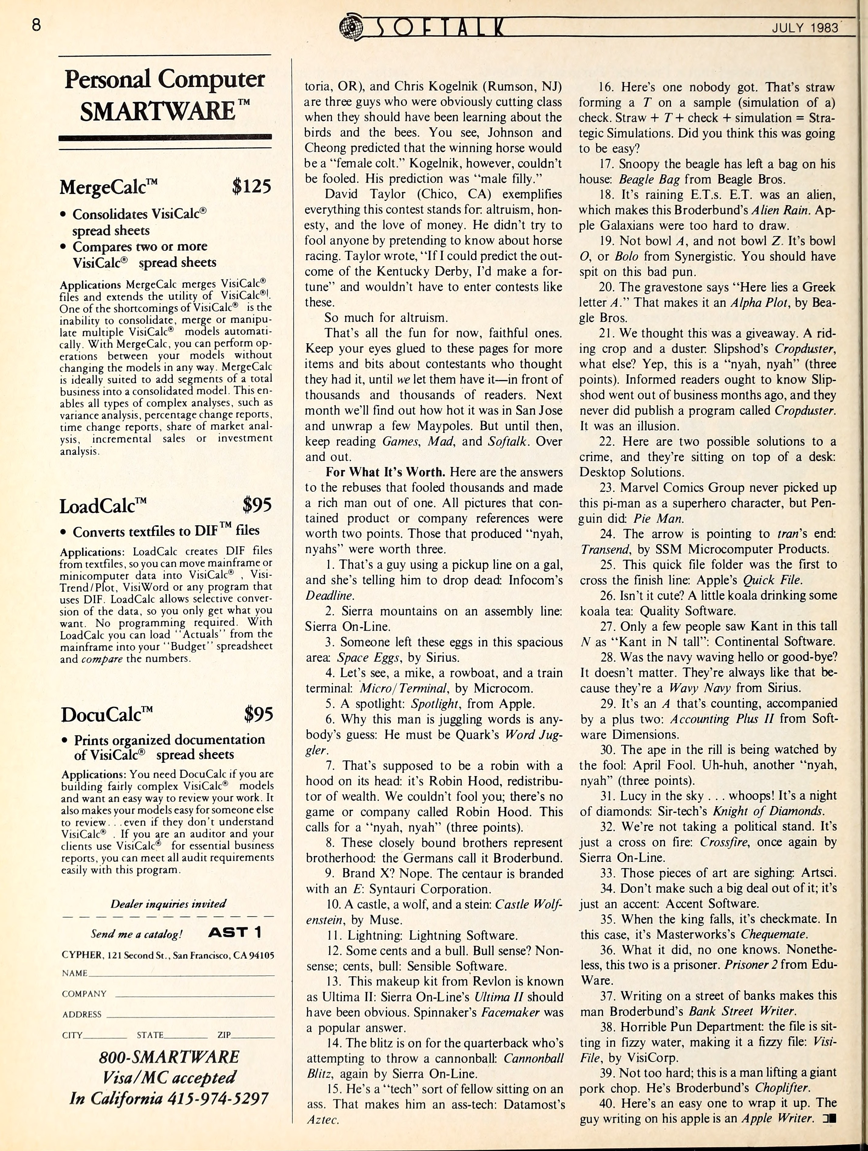 8
SOFTALK
JULY 1983
Personal Computer
SMARTWARE™
MergeCalc™ $125
• Consolidates VisiCalc®
spread sheets
• Compares two or more
VisiCalc® spread sheets
Applications MergeCalc merges VisiCalc®
files and extends the utility of VisiCalc®!
One of the shortcomings of VisiCalc® is the
inability to consolidate, merge or manipu-
late multiple VisiCalc® models automati-
cally. With MergeCalc, you can perform op-
erations between your models without
changing the models in any way. MergeCalc
is ideally suited to add segments of a total
business into a consolidated model. This en-
ables all types of complex analyses, such as
variance analysis, percentage change reports,
time change reports, share of market anal-
ysis, incremental sales or investment
analysis.
LoadCalc™ $95
• Converts textfiles to DIF™ files
Applications: LoadCalc creates DIF files
from textfiles, so you can move mainframe or
minicomputer data into VisiCalc® , Visi-
Trend/Plot, VisiWord or any program that
uses DIF. LoadCalc allows selective conver-
sion of the data, so you only get what you
want. No programming required. With
LoadCalc you can load "Actuals" from the
mainframe into your "Budget" spreadsheet
and compare the numbers.
DocuCalc™ $95
• Prints organized documentation
of VisiCalc® spread sheets
Applications: You need DocuCalc if you are
building fairly complex VisiCalc® models
and want an easy way to review your work. It
also makes your models easy for someone else
to review. . .even if they don't understand
VisiCalc® . If you are an auditor and your
clients use VisiCalc® for essential business
reports, you can meet all audit requirements
easily with this program.
Dealer inquiries invited
Send me a catalog! AST 1
CYPHER, 121 Second St., San Francisco, CA 94105
NAME
COMPANY
ADDRESS
CITY STATE ZIP
800-SMARTWARE
Visa/MC accepted
In California 415-974-5297
toria, OR), and Chris Kogelnik (Rumson, NJ)
are three guys who were obviously cutting class
when they should have been learning about the
birds and the bees. You see, Johnson and
Cheong predicted that the winning horse would
be a "female colt." Kogelnik, however, couldn't
be fooled. His prediction was "male filly."
David Taylor (Chico, CA) exemplifies
everything this contest stands for: altruism, hon-
esty, and the love of money. He didn't try to
fool anyone by pretending to know about horse
racing. Taylor wrote, "If I could predict the out-
come of the Kentucky Derby, I'd make a for-
tune" and wouldn't have to enter contests like
these.
So much for altruism.
That's all the fun for now, faithful ones.
Keep your eyes glued to these pages for more
items and bits about contestants who thought
they had it, until we let them have it—in front of
thousands and thousands of readers. Next
month we'll find out how hot it was in San Jose
and unwrap a few Maypoles. But until then,
keep reading Games, Mad, and Softalk. Over
and out.
For What It's Worth. Here are the answers
to the rebuses that fooled thousands and made
a rich man out of one. All pictures that con-
tained product or company references were
worth two points. Those that produced "nyah,
nyahs" were worth three.
1. That's a guy using a pickup line on a gal,
and she's telling him to drop dead: Infocom's
Deadline.
2. Sierra mountains on an assembly line:
Sierra On-Line.
3. Someone left these eggs in this spacious
area: Space Eggs, by Sirius.
4. Let's see, a mike, a rowboat, and a train
terminal: Micro/Terminal, by Microcom.
5. A spotlight: Spotlight, from Apple.
6. Why this man is juggling words is any-
body's guess: He must be Quark's Word Jug-
gler.
7. That's supposed to be a robin with a
hood on its head: it's Robin Hood, redistribu-
tor of wealth. We couldn't fool you; there's no
game or company called Robin Hood. This
calls for a "nyah, nyah" (three points).
8. These closely bound brothers represent
brotherhood: the Germans call it Broderbund.
9. Brand X? Nope. The centaur is branded
with an E: Syntauri Corporation.
10. A castle, a wolf, and a stein: Castle Wolf-
enstein, by Muse.
11. Lightning: Lightning Software.
12. Some cents and a bull. Bull sense? Non-
sense; cents, bull: Sensible Software.
13. This makeup kit from Revlon is known
as Ultima II: Sierra On-Line's Ultima II should
have been obvious. Spinnaker's Facemaker was
a popular answer.
14. The blitz is on for the quarterback who's
attempting to throw a cannonball: Cannonball
Blitz, again by Sierra On-Line.
15. He's a "tech" sort of fellow sitting on an
ass. That makes him an ass-tech: Datamost's
Aztec.
16. Here's one nobody got. That's straw
forming a T on a sample (simulation of a)
check. Straw + T + check + simulation = Stra-
tegic Simulations. Did you think this was going
to be easy?
17. Snoopy the beagle has left a bag on his
house: Beagle Bag from Beagle Bros.
18. It's raining E.T.s. E.T. was an alien,
which makes this Broderbund's Alien Rain. Ap-
ple Galaxians were too hard to draw.
19. Not bowl A, and not bowl Z. It's bowl
O, or Bolo from Synergistic. You should have
spit on this bad pun.
20. The gravestone says "Here lies a Greek
letter A." That makes it an Alpha Plot, by Bea-
gle Bros.
21. We thought this was a giveaway. A rid-
ing crop and a duster: Slipshod's Cropduster,
what else? Yep, this is a "nyah, nyah" (three
points). Informed readers ought to know Slip-
shod went out of business months ago, and they
never did publish a program called Cropduster.
It was an illusion.
22. Here are two possible solutions to a
crime, and they're sitting on top of a desk:
Desktop Solutions.
23. Marvel Comics Group never picked up
this pi-man as a superhero character, but Pen-
guin did: Pie Man.
24. The arrow is pointing to tran's end:
Transend, by SSM Microcomputer Products.
25. This quick file folder was the first to
cross the finish line: Apple's Quick File.
26. Isn't it cute? A little koala drinking some
koala tea: Quality Software.
27. Only a few people saw Kant in this tall
N as "Kant in N tall": Continental Software.
28. Was the navy waving hello or good-bye?
It doesn't matter. They're always like that be-
cause they're a Wavy Navy from Sirius.
29. It's an A that's counting, accompanied
by a plus two: Accounting Plus II from Soft-
ware Dimensions.
30. The ape in the rill is being watched by
the fool: April Fool. Uh-huh, another "nyah,
nyah" (three points).
31. Lucy in the sky . . . whoops! It's a night
of diamonds: Sir-tech's Knight of Diamonds.
32. We're not taking a political stand. It's
just a cross on fire: Crossfire, once again by
Sierra On-Line.
33. Those pieces of art are sighing: Artsci.
34. Don't make such a big deal out of it; it's
just an accent: Accent Software.
35. When the king falls, it's checkmate. In
this case, it's Masterworks's Chequemate.
36. What it did, no one knows. Nonethe-
less, this two is a prisoner. Prisoner 2 from Edu-
Ware.
37. Writing on a street of banks makes this
man Broderbund's Bank Street Writer.
38. Horrible Pun Department: the file is sit-
ting in fizzy water, making it a fizzy file: Visi-
File, by VisiCorp.
39. Not too hard; this is a man lifting a giant
pork chop. He's Broderbund's Choplifter.
40. Here's an easy one to wrap it up. The
guy writing on his apple is an Apple Writer.